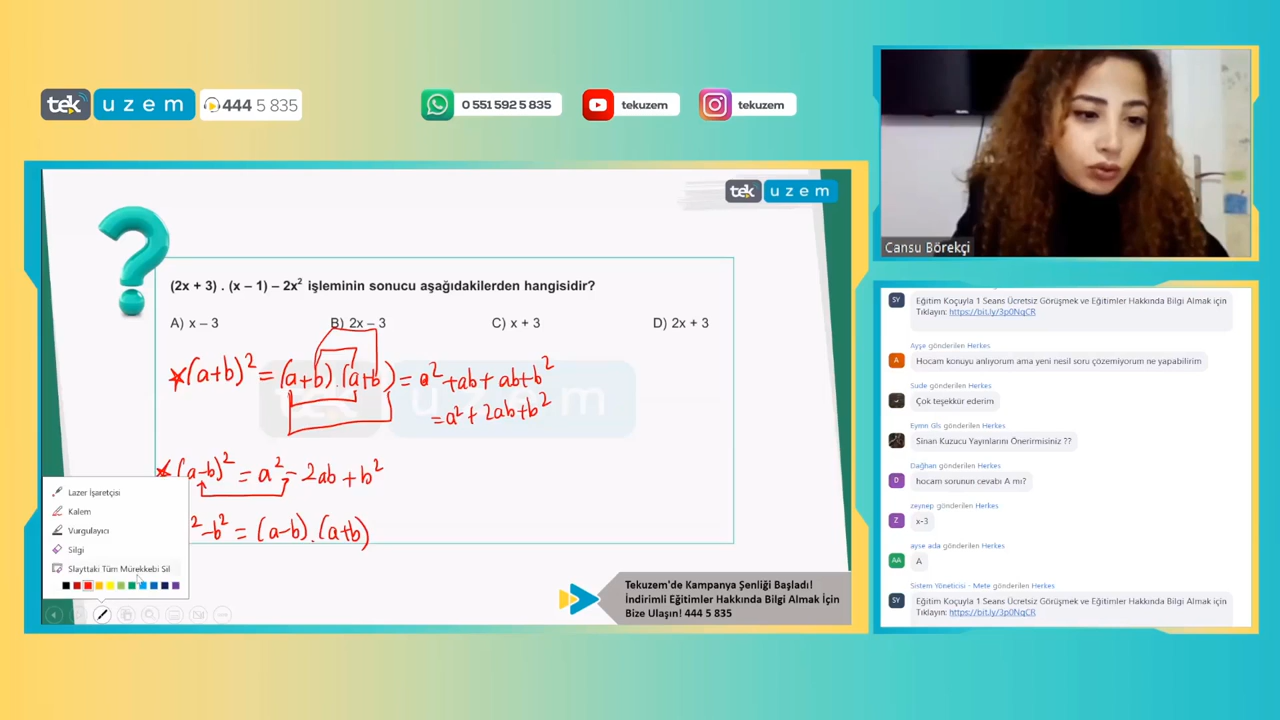 tek uzem 444 5 835
0 551 592 5 835
tekuzem
tekuzem
tek uzem
(2x + 3) . (x – 1) – 2x² işleminin sonucu aşağıdakilerden hangisidir?
A) x – 3 B) 2x – 3 C) x + 3 D) 2x + 3
*(a+b)² = (a+b).(a+b) = a² + ab + ab + b²
= a² + 2ab + b²
*(a-b)² = a² - 2ab + b²
² - b² = (a-b).(a+b)
uzem
Lazer İşaretçisi
Kalem
Vurgulayıcı
Silgi
Slayttaki Tüm Mürekkebi Sil
Tekuzem'de Kampanya Şenliği Başladı!
İndirimli Eğitimler Hakkında Bilgi Almak İçin
Bize Ulaşın! 444 5 835
Cansu Börekçi
SY
Eğitim Koçuyla 1 Seans Ücretsiz Görüşmek ve Eğitimler Hakkında Bilgi Almak için
Tıklayın: https://bit.ly/3p0NqCR
Ayşe gönderilen Herkes
A
Hocam konuyu anlıyorum ama yeni nesil soru çözemiyorum ne yapabilirim
Sude gönderilen Herkes
Çok teşekkür ederim
Eymn Gls gönderilen Herkes
Sinan Kuzucu Yayınlarını Önerirmisiniz ??
Dağhan gönderilen Herkes
D
hocam sorunun cevabı A mı?
zeynep gönderilen Herkes
Z
x-3
ayse ada gönderilen Herkes
AA
A
Sistem Yöneticisi - Mete gönderilen Herkes
SY
Eğitim Koçuyla 1 Seans Ücretsiz Görüşmek ve Eğitimler Hakkında Bilgi Almak için
Tıklayın: https://bit.ly/3p0NqCR